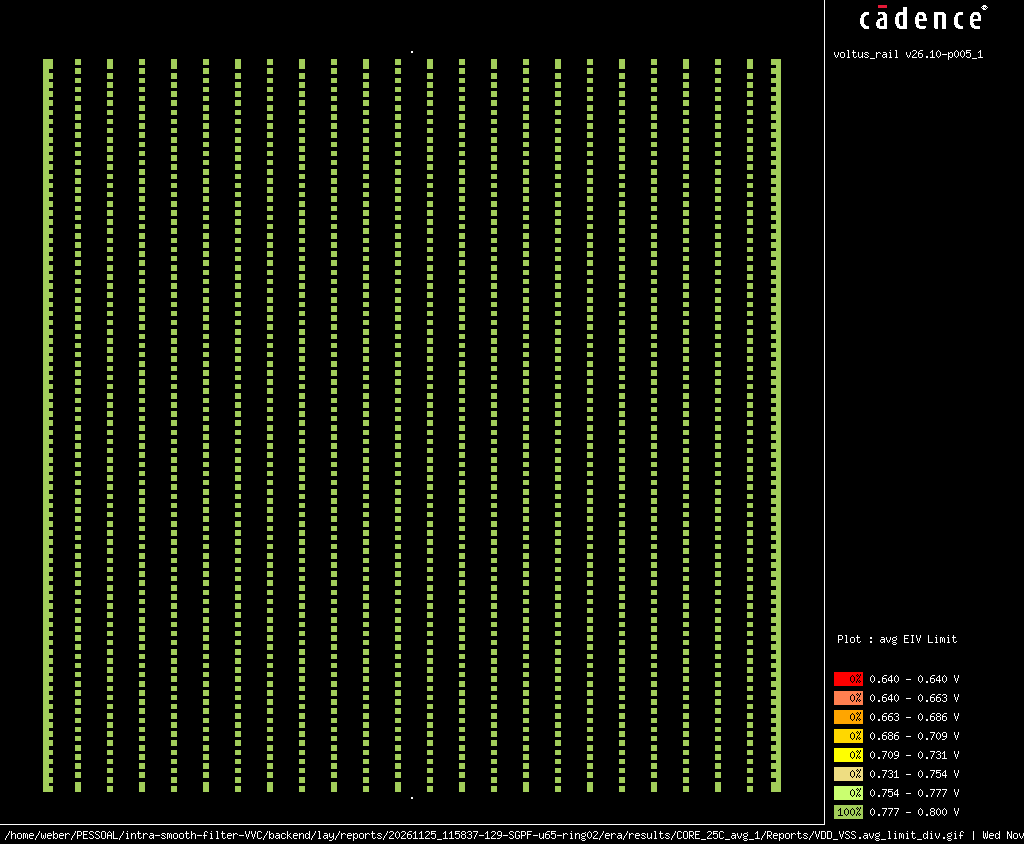 cādence®
voltus_rail v26.10-p005_1
Plot : avg EIV Limit
0% 0.640 - 0.640 V
0% 0.640 - 0.663 V
0% 0.663 - 0.686 V
0% 0.686 - 0.709 V
0% 0.709 - 0.731 V
0% 0.731 - 0.754 V
0% 0.754 - 0.777 V
100% 0.777 - 0.800 V
/home/weber/PESSOAL/intra-smooth-filter-VVC/backend/lay/reports/20261125_115837-129-SGPF-u65-ring02/era/results/CORE_25C_avg_1/Reports/VDD_VSS.avg_limit_div.gif | Wed Nov